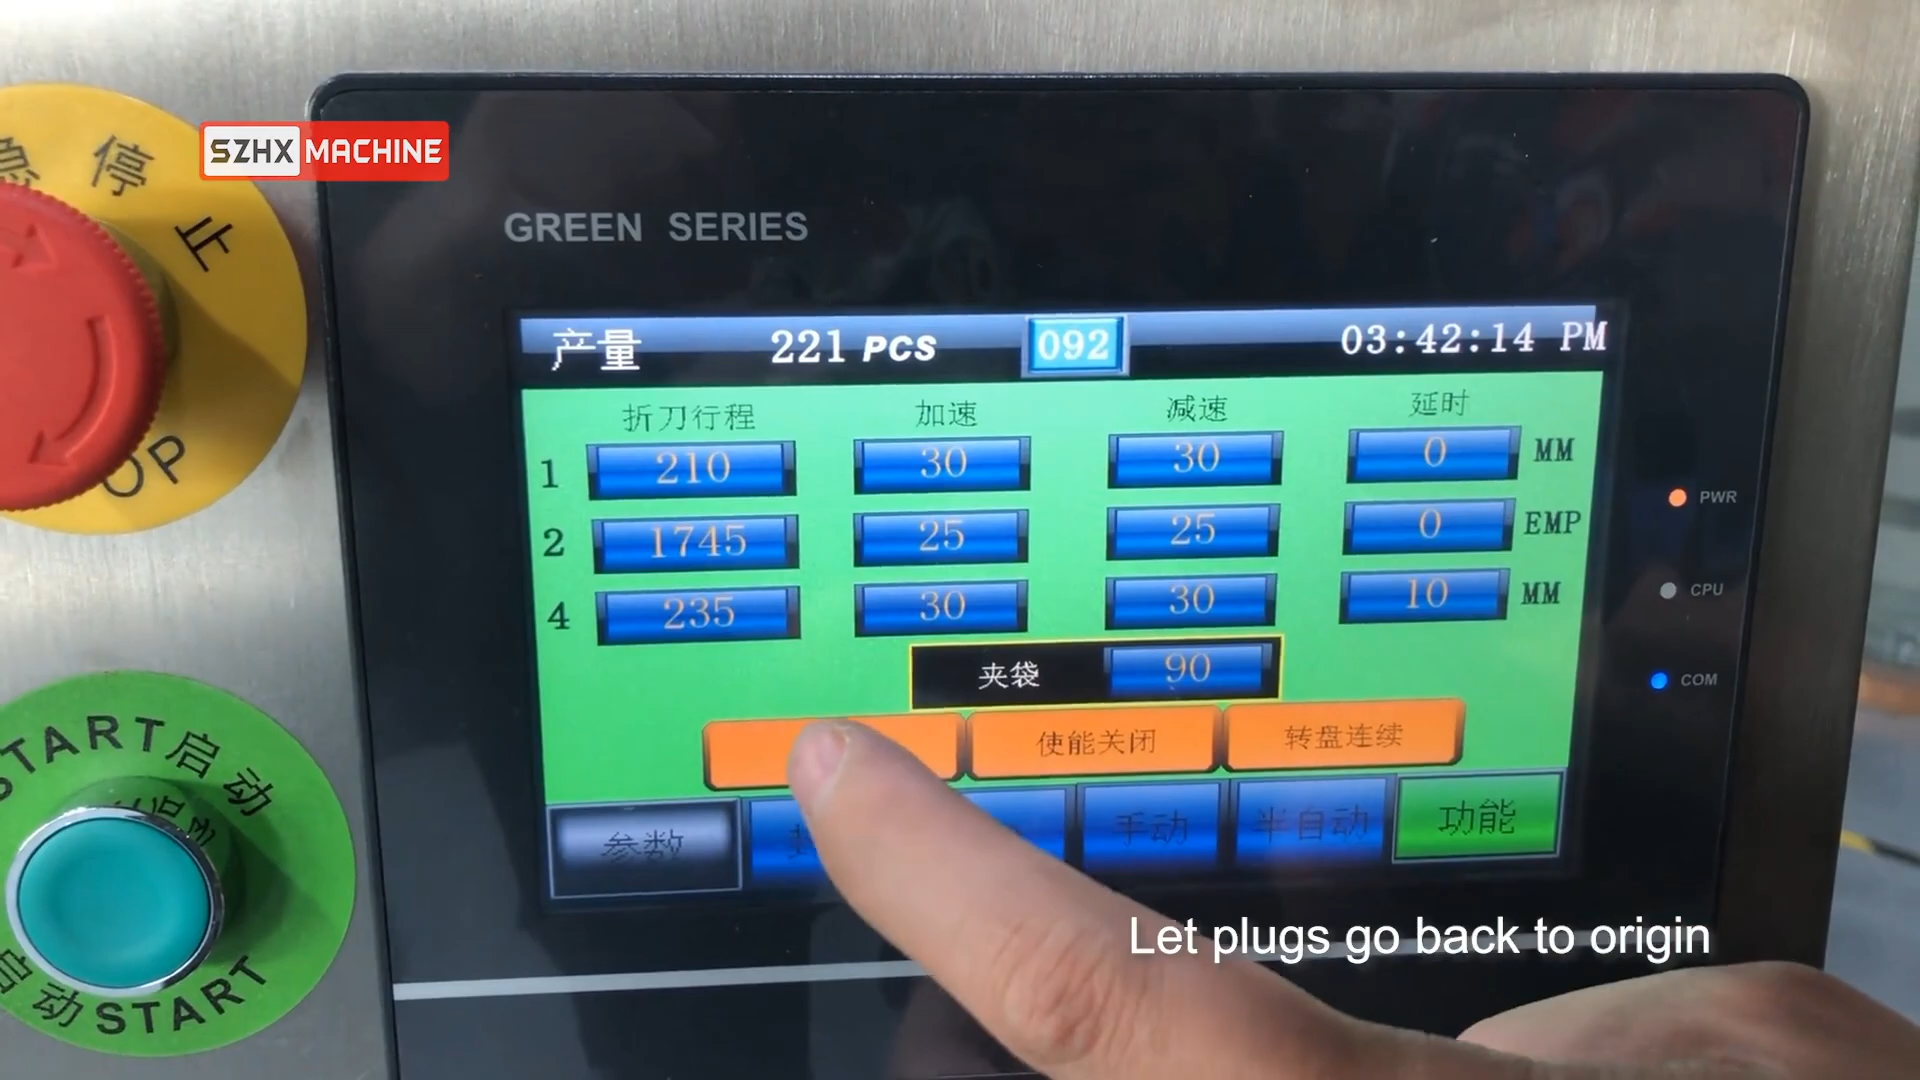 急停止
SZHX MACHINE
OP
GREEN SERIES
产量 221 PCS 092 03:42:14 PM
折刀行程 加速 减速 延时
1 210 30 30 0 MM
2 1745 25 25 0 EMP
4 235 30 30 10 MM
夹袋 90
使能关闭 转盘连续
参数 手动 半自动 功能
PWR
CPU
COM
START启动
启动START
Let plugs go back to origin